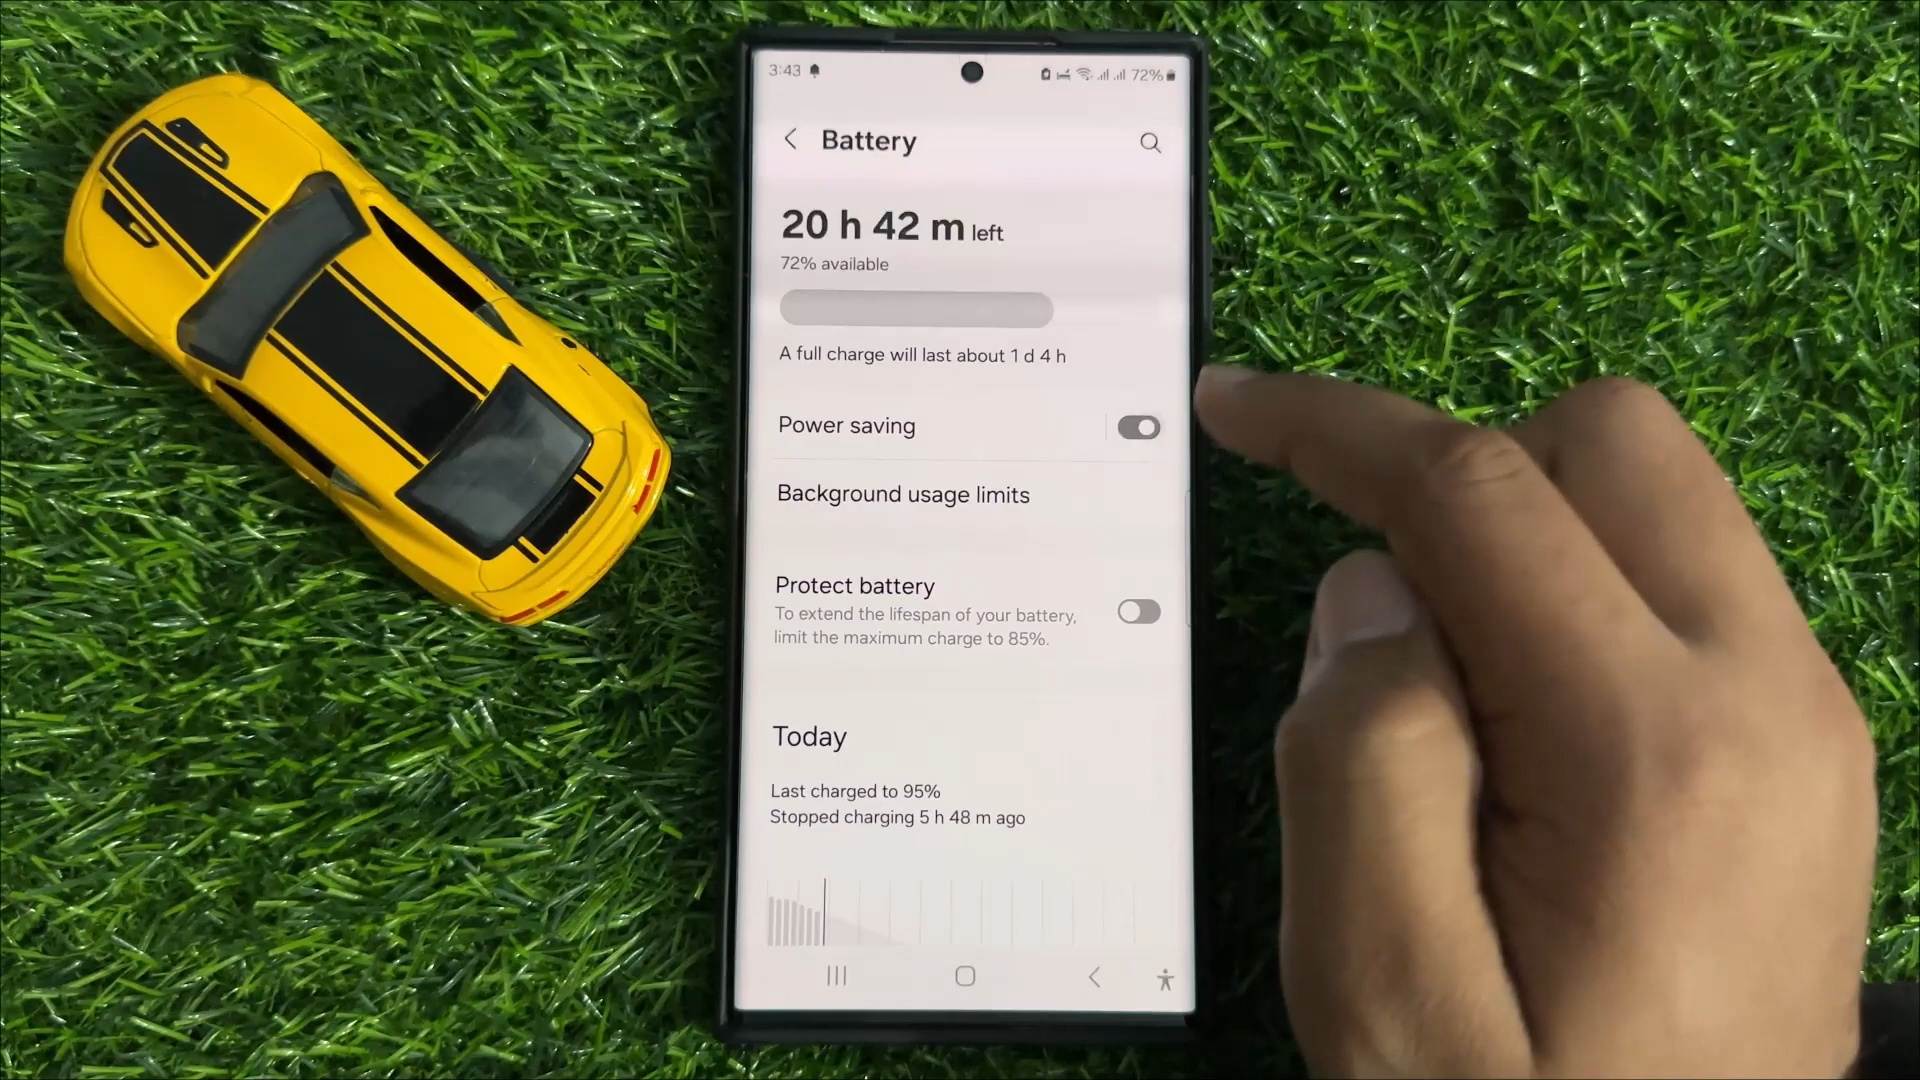 3:43
72%
Battery
20 h 42 m left
72% available
A full charge will last about 1 d 4 h
Power saving
Background usage limits
Protect battery
To extend the lifespan of your battery,
limit the maximum charge to 85%.
Today
Last charged to 95%
Stopped charging 5 h 48 m ago